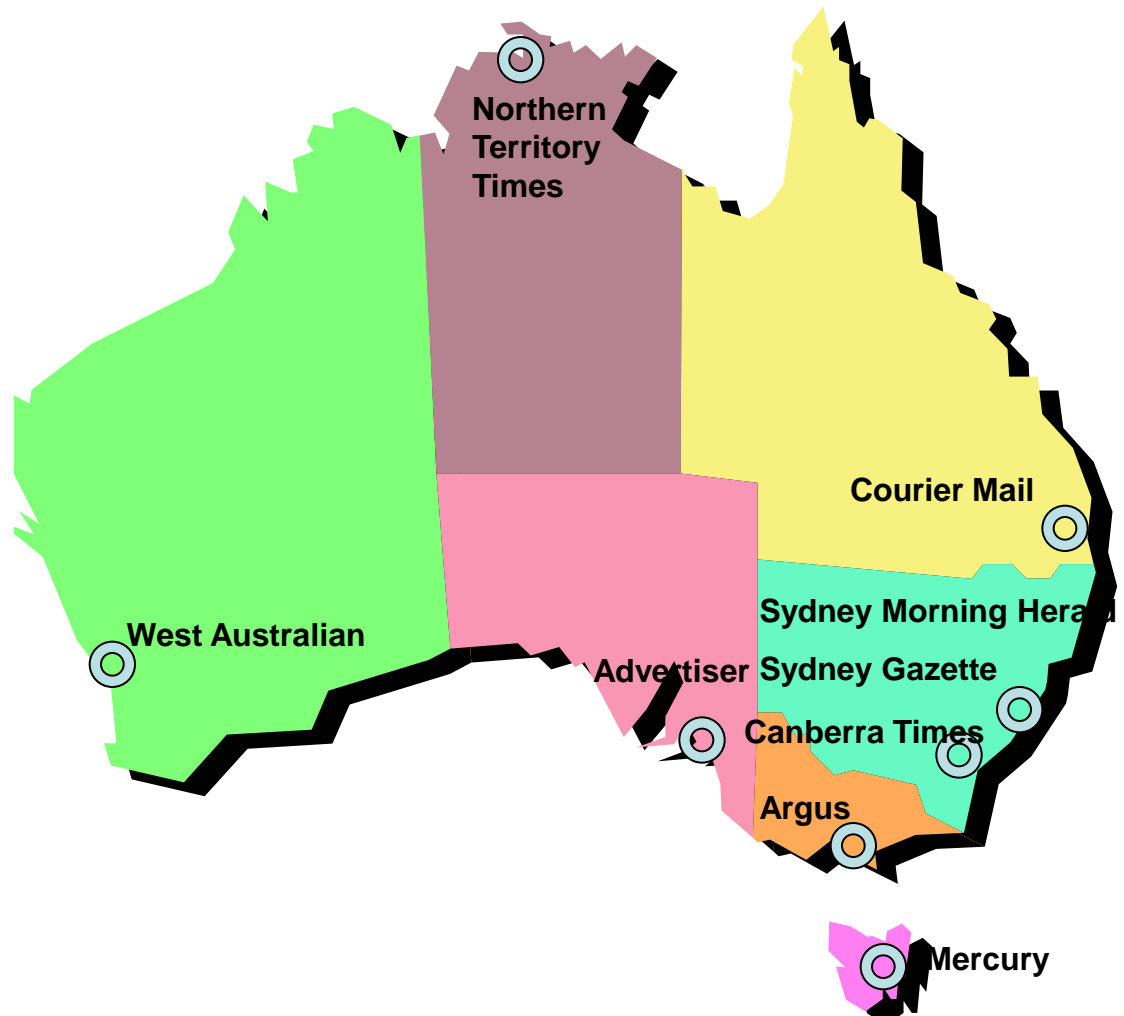 Northern
Territory
Times
Courier Mail
Sydney Morning Herald
West Australian
Advertiser
Sydney Gazette
Canberra Times
Argus
Mercury